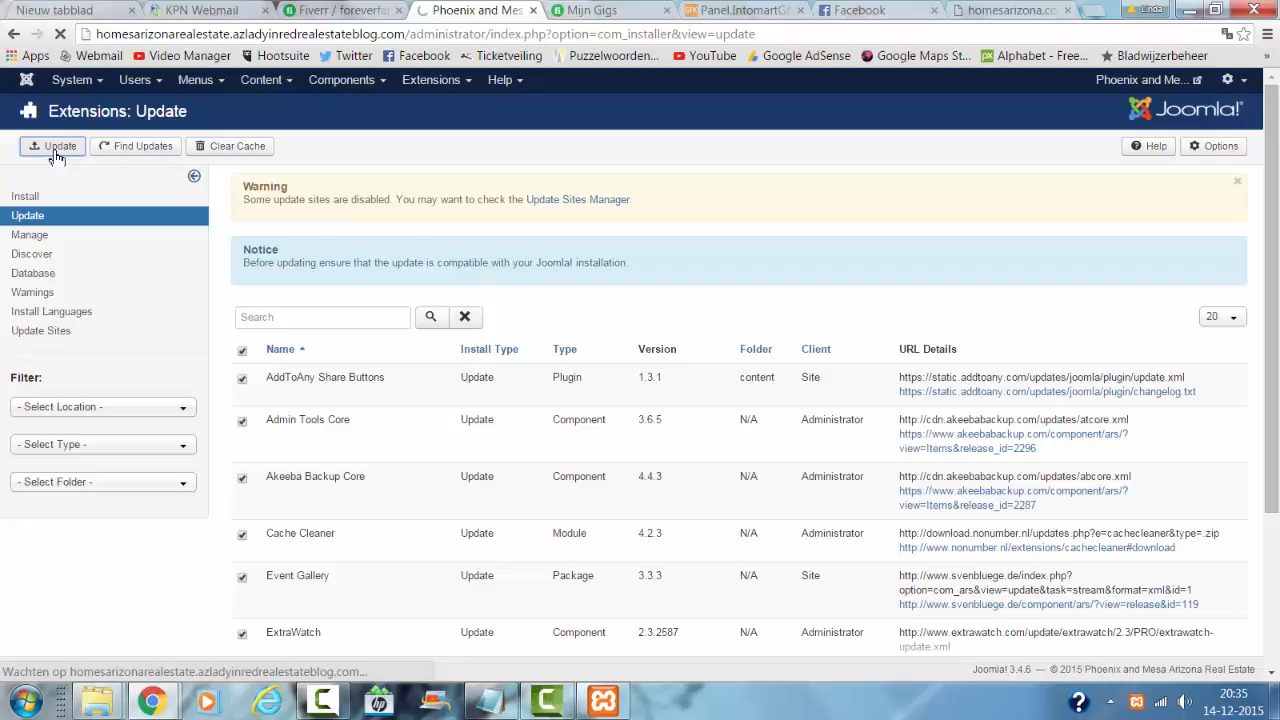 Nieuw tabblad
KPN Webmail
Fiverr / foreverfa
Phoenix and Mes
Mijn Gigs
Panel.IntomartG
Facebook
homesarizona.co
Linda
homesarizonarealestate.azladyinredrealestateblog.com/administrator/index.php?option=com_installer&view=update
Apps
Webmail
Video Manager
Hootsuite
Twitter
Facebook
Ticketveiling
Puzzelwoorden...
YouTube
Google AdSense
Google Maps St...
Alphabet - Free...
Bladwijzerbeheer
»
System
Users
Menus
Content
Components
Extensions
Help
Phoenix and Me...
Extensions: Update
Joomla!
Update
Find Updates
Clear Cache
Help
Options
Install
Update
Manage
Discover
Database
Warnings
Install Languages
Update Sites
Filter:
- Select Location -
- Select Type -
- Select Folder -
Warning
Some update sites are disabled. You may want to check the Update Sites Manager.
Notice
Before updating ensure that the update is compatible with your Joomla! installation.
Search
20
Name Install Type Type Version Folder Client URL Details
AddToAny Share Buttons Update Plugin 1.3.1 content Site https://static.addtoany.com/updates/joomla/plugin/update.xml
https://static.addtoany.com/updates/joomla/plugin/changelog.txt
Admin Tools Core Update Component 3.6.5 N/A Administrator http://cdn.akeebabackup.com/updates/atcore.xml
https://www.akeebabackup.com/component/ars/?
view=Items&release_id=2296
Akeeba Backup Core Update Component 4.4.3 N/A Administrator http://cdn.akeebabackup.com/updates/abcore.xml
https://www.akeebabackup.com/component/ars/?
view=Items&release_id=2287
Cache Cleaner Update Module 4.2.3 N/A Administrator http://download.nonumber.nl/updates.php?e=cachecleaner&type=.zip
http://www.nonumber.nl/extensions/cachecleaner#download
Event Gallery Update Package 3.3.3 N/A Site http://www.svenbluege.de/index.php?
option=com_ars&view=update&task=stream&format=xml&id=1
http://www.svenbluege.de/component/ars/?view=release&id=119
ExtraWatch Update Component 2.3.2587 N/A Administrator http://www.extrawatch.com/update/extrawatch/2.3/PRO/extrawatch-
update.xml
Wachten op homesarizonarealestate.azladyinredrealestateblog.com...
Joomla! 3.4.6 — © 2015 Phoenix and Mesa Arizona Real Estate
20:35
14-12-2015